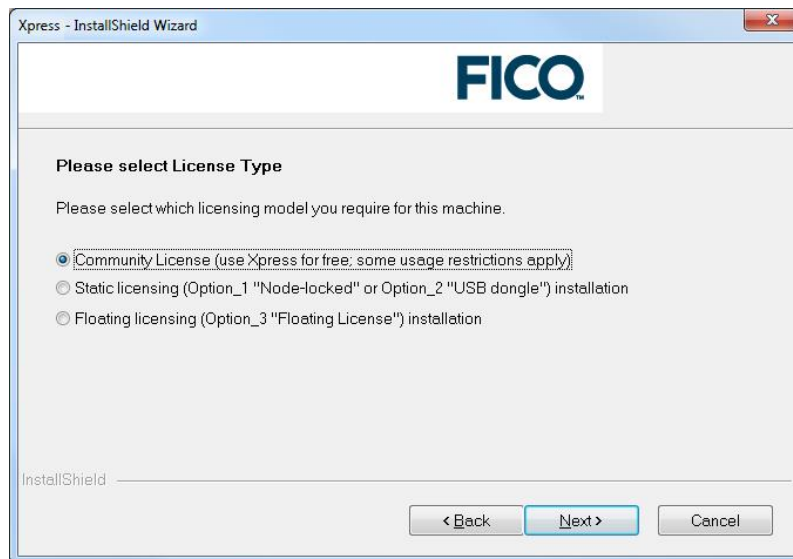 Xpress - InstallShield Wizard
FICO™
Please select License Type
Please select which licensing model you require for this machine.
Community License (use Xpress for free; some usage restrictions apply)
Static licensing (Option_1 "Node-locked" or Option_2 "USB dongle") installation
Floating licensing (Option_3 "Floating License") installation
InstallShield
< Back Next > Cancel